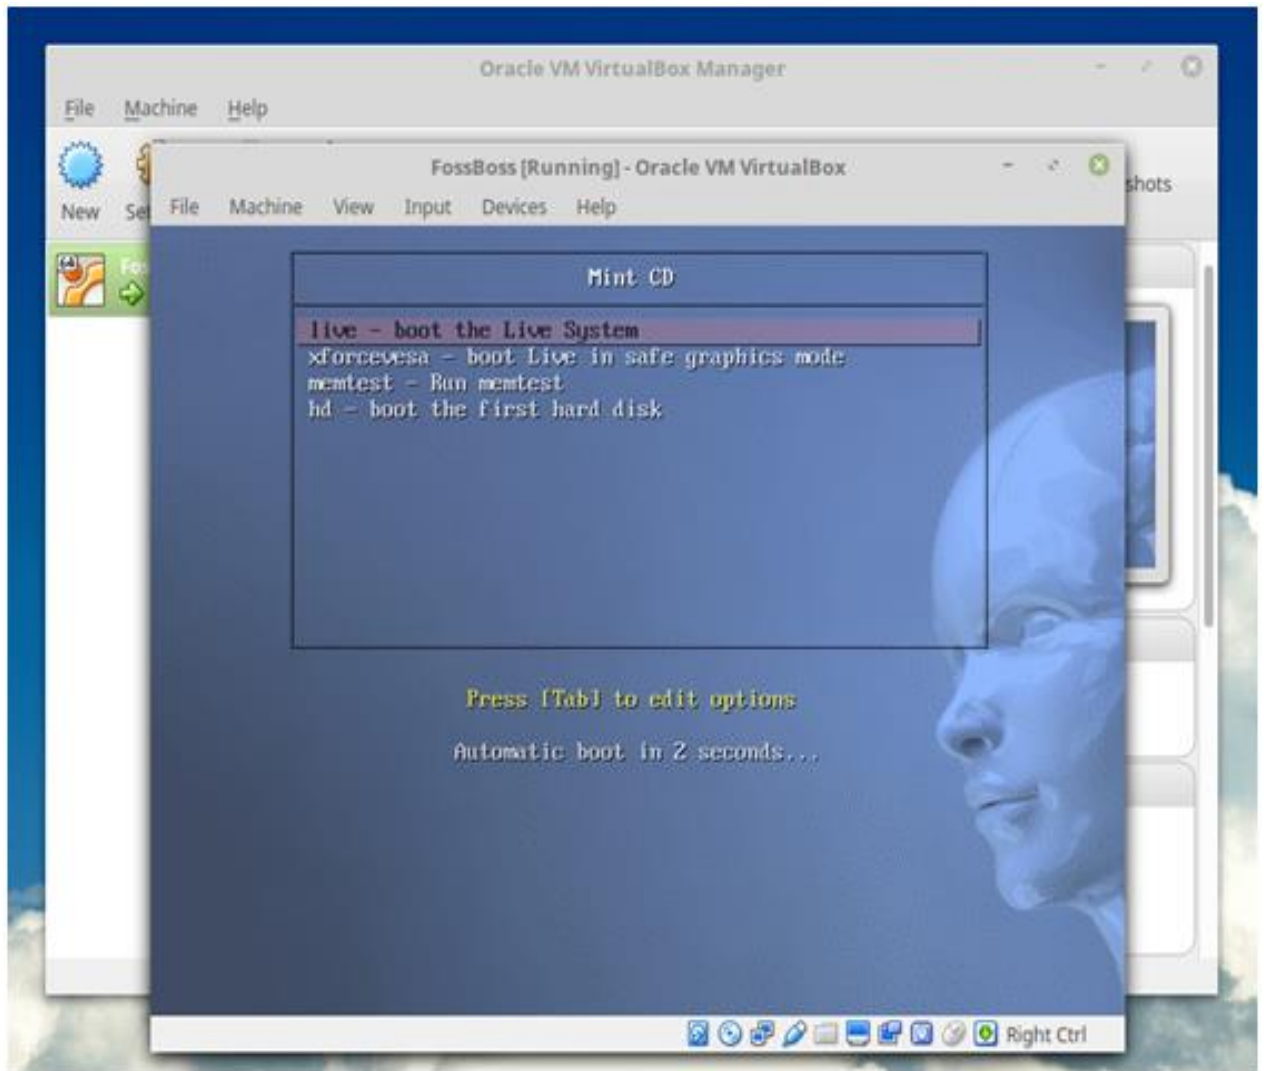 Oracle VM VirtualBox Manager
File Machine Help
New
shots
FossBoss [Running] - Oracle VM VirtualBox
File Machine View Input Devices Help
Mint CD
live - boot the Live System
xforcevesa - boot Live in safe graphics mode
memtest - Run memtest
hd - boot the first hard disk
Press [Tab] to edit options
Automatic boot in 2 seconds...
Right Ctrl